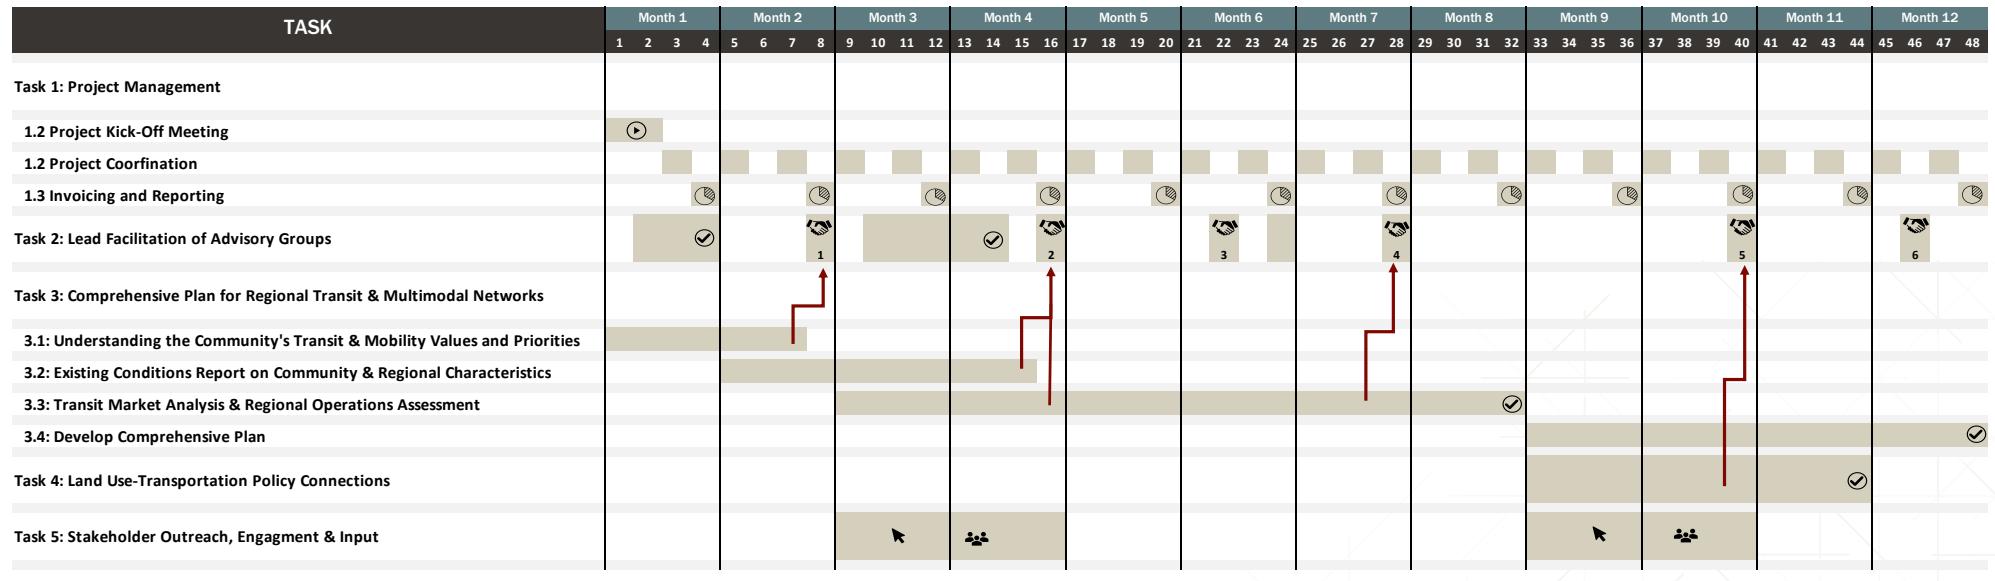 TASK
Month 1 Month 2 Month 3 Month 4 Month 5 Month 6 Month 7 Month 8 Month 9 Month 10 Month 11 Month 12
1 2 3 4 5 6 7 8 9 10 11 12 13 14 15 16 17 18 19 20 21 22 23 24 25 26 27 28 29 30 31 32 33 34 35 36 37 38 39 40 41 42 43 44 45 46 47 48
Task 1: Project Management
1.2 Project Kick-Off Meeting
1.2 Project Coorfination
1.3 Invoicing and Reporting
Task 2: Lead Facilitation of Advisory Groups
1 2 3 4 5 6
Task 3: Comprehensive Plan for Regional Transit & Multimodal Networks
3.1: Understanding the Community's Transit & Mobility Values and Priorities
3.2: Existing Conditions Report on Community & Regional Characteristics
3.3: Transit Market Analysis & Regional Operations Assessment
3.4: Develop Comprehensive Plan
Task 4: Land Use-Transportation Policy Connections
Task 5: Stakeholder Outreach, Engagment & Input